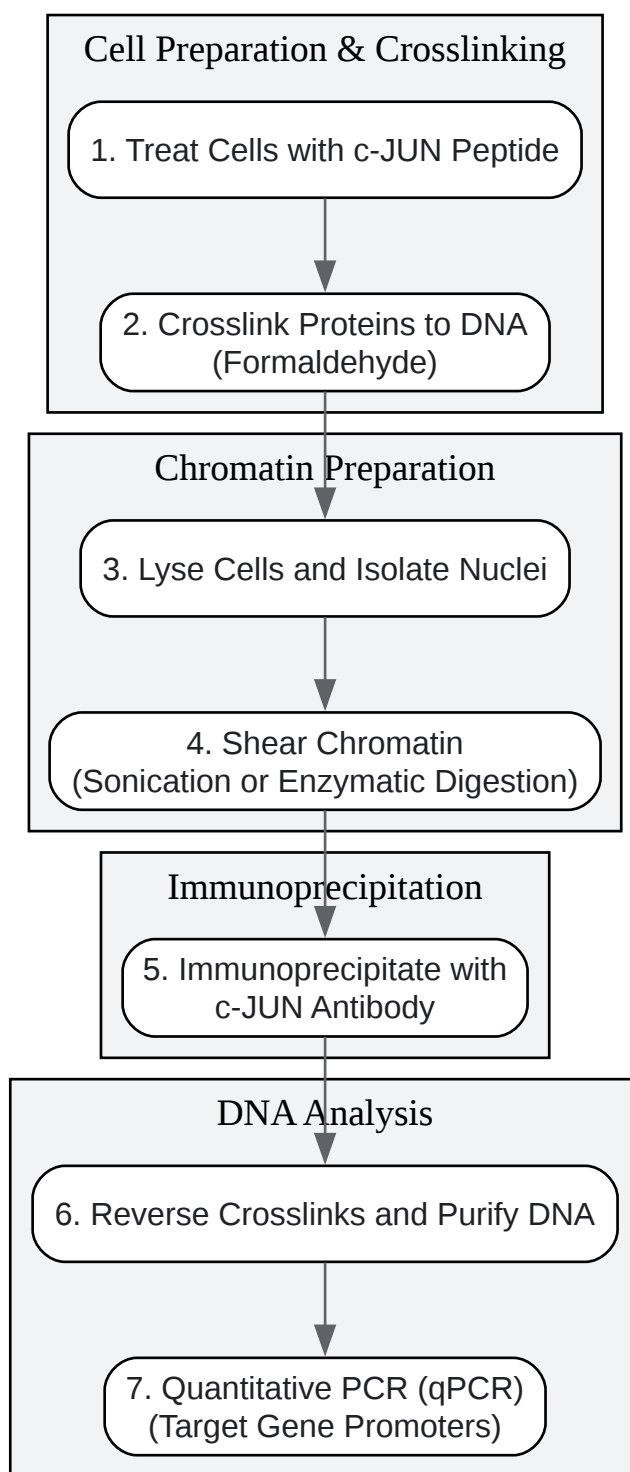 Cell Preparation & Crosslinking
1. Treat Cells with c-JUN Peptide
2. Crosslink Proteins to DNA
(Formaldehyde)
Chromatin Preparation
3. Lyse Cells and Isolate Nuclei
4. Shear Chromatin
(Sonication or Enzymatic Digestion)
Immunoprecipitation
5. Immunoprecipitate with
c-JUN Antibody
DNA Analysis
6. Reverse Crosslinks and Purify DNA
7. Quantitative PCR (qPCR)
(Target Gene Promoters)